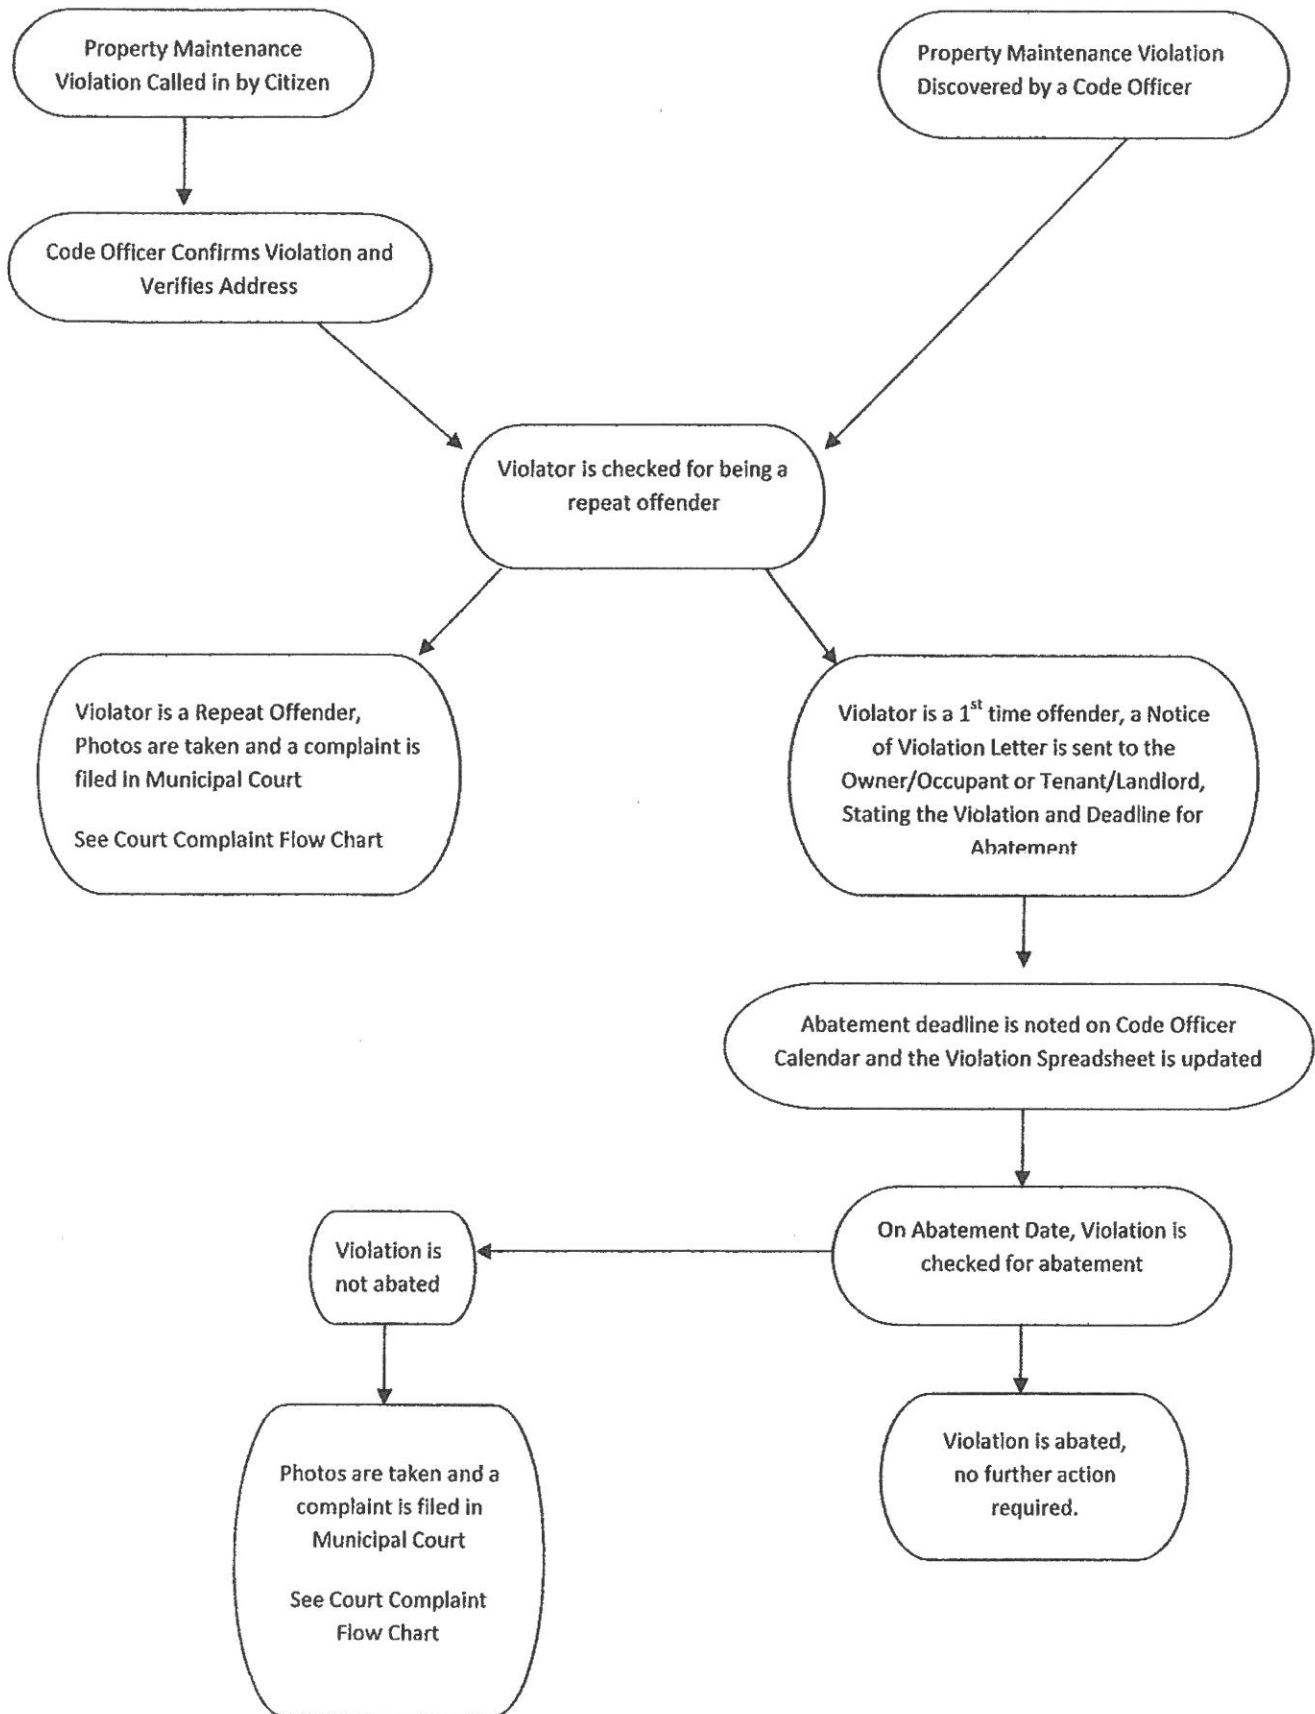 Property Maintenance
Violation Called in by Citizen
Property Maintenance Violation
Discovered by a Code Officer
Code Officer Confirms Violation and
Verifies Address
Violator is checked for being a
repeat offender
Violator is a Repeat Offender,
Photos are taken and a complaint is
filed in Municipal Court
See Court Complaint Flow Chart
Violator is a 1st time offender, a Notice
of Violation Letter is sent to the
Owner/Occupant or Tenant/Landlord,
Stating the Violation and Deadline for
Abatement
Abatement deadline is noted on Code Officer
Calendar and the Violation Spreadsheet is updated
On Abatement Date, Violation is
checked for abatement
Violation is
not abated
Violation is abated,
no further action
required.
Photos are taken and a
complaint is filed in
Municipal Court
See Court Complaint
Flow Chart